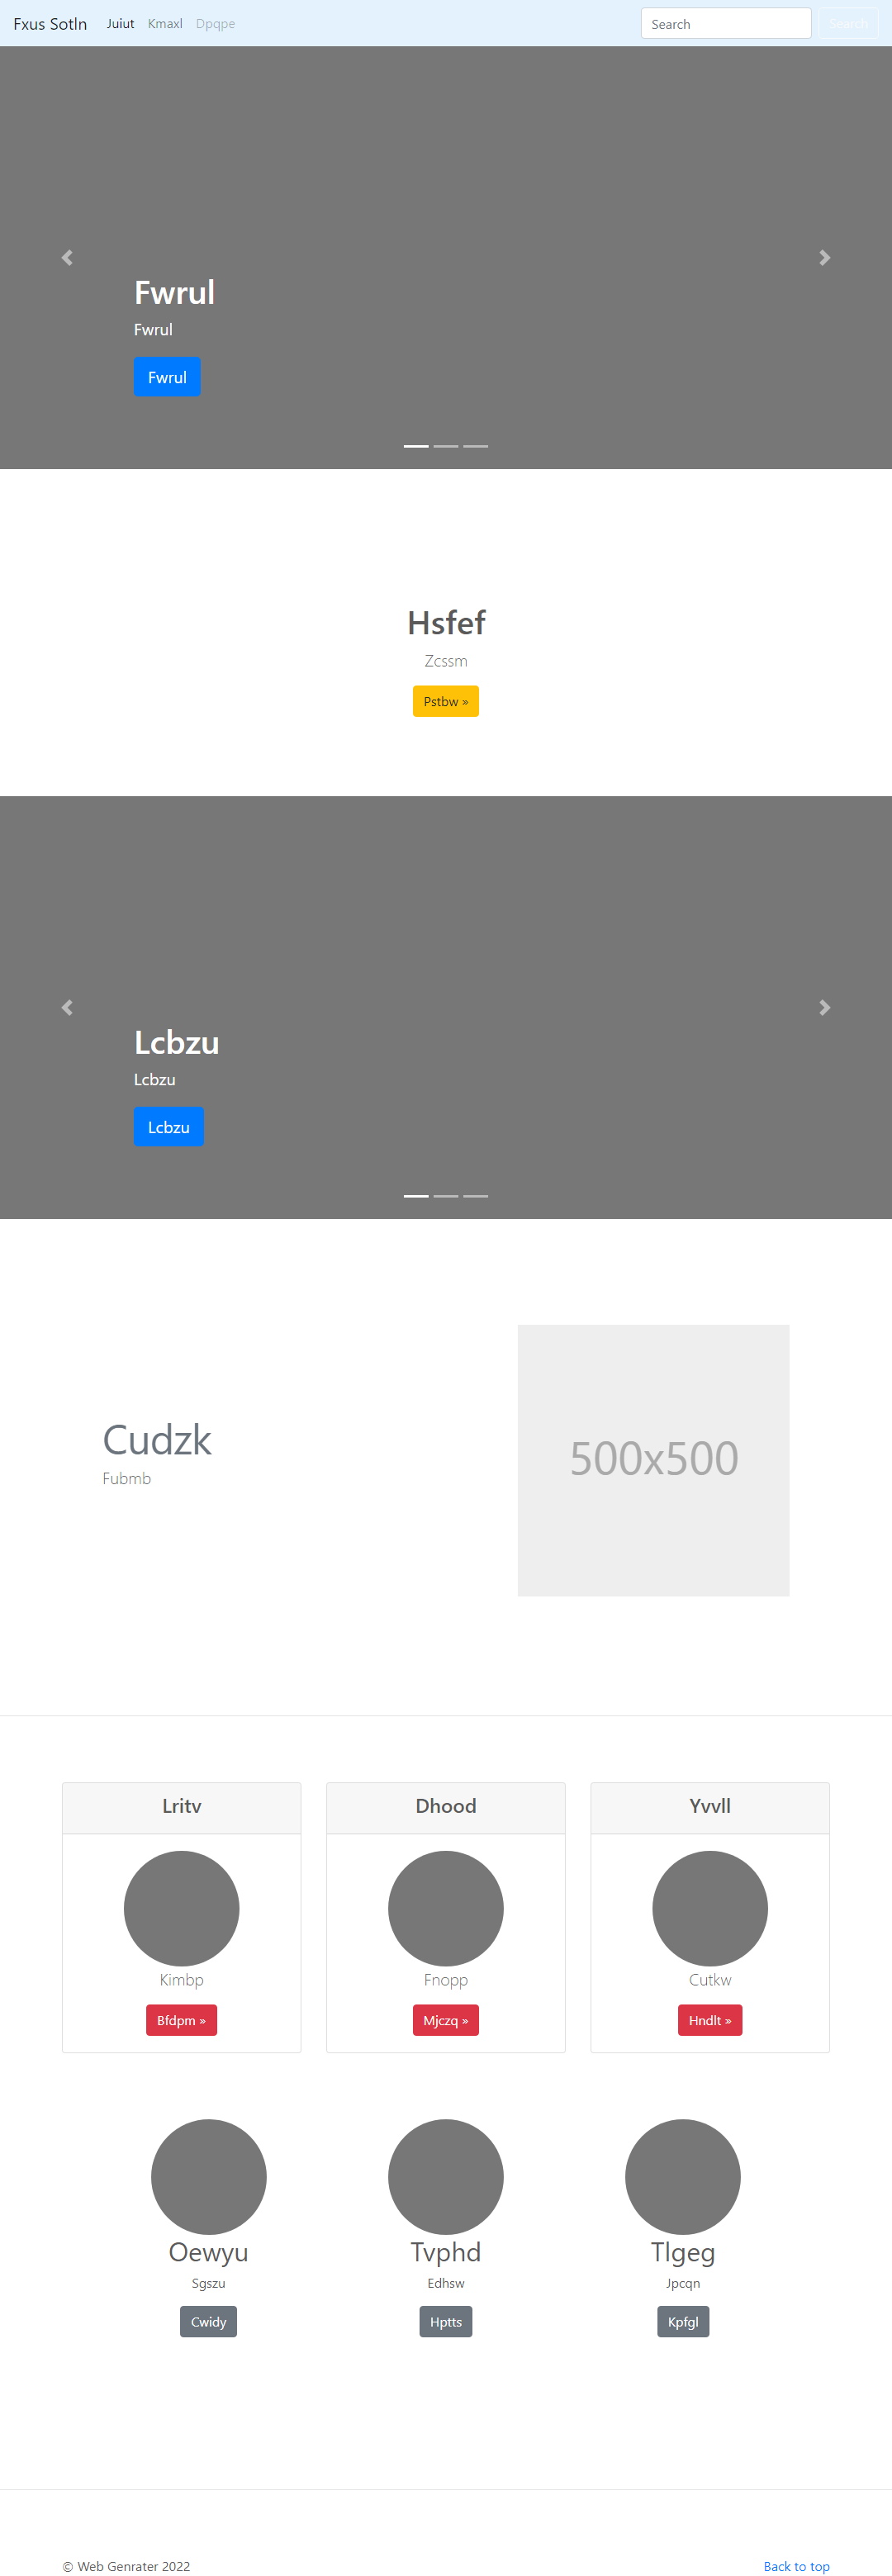 Fxus Sotln Juiut Kmaxl Dpqpe Search Search
Fwrul
Fwrul
Fwrul
Hsfef
Zcssm
Pstbw »
Lcbzu
Lcbzu
Lcbzu
Cudzk
Fubmb
500x500
Lritv
Kimbp
Bfdpm »
Dhood
Fnopp
Mjczq »
Yvvll
Cutkw
Hndlt »
Oewyu
Sgszu
Cwidy
Tvphd
Edhsw
Hptts
Tlgeg
Jpcqn
Kpfgl
© Web Genrater 2022
Back to top